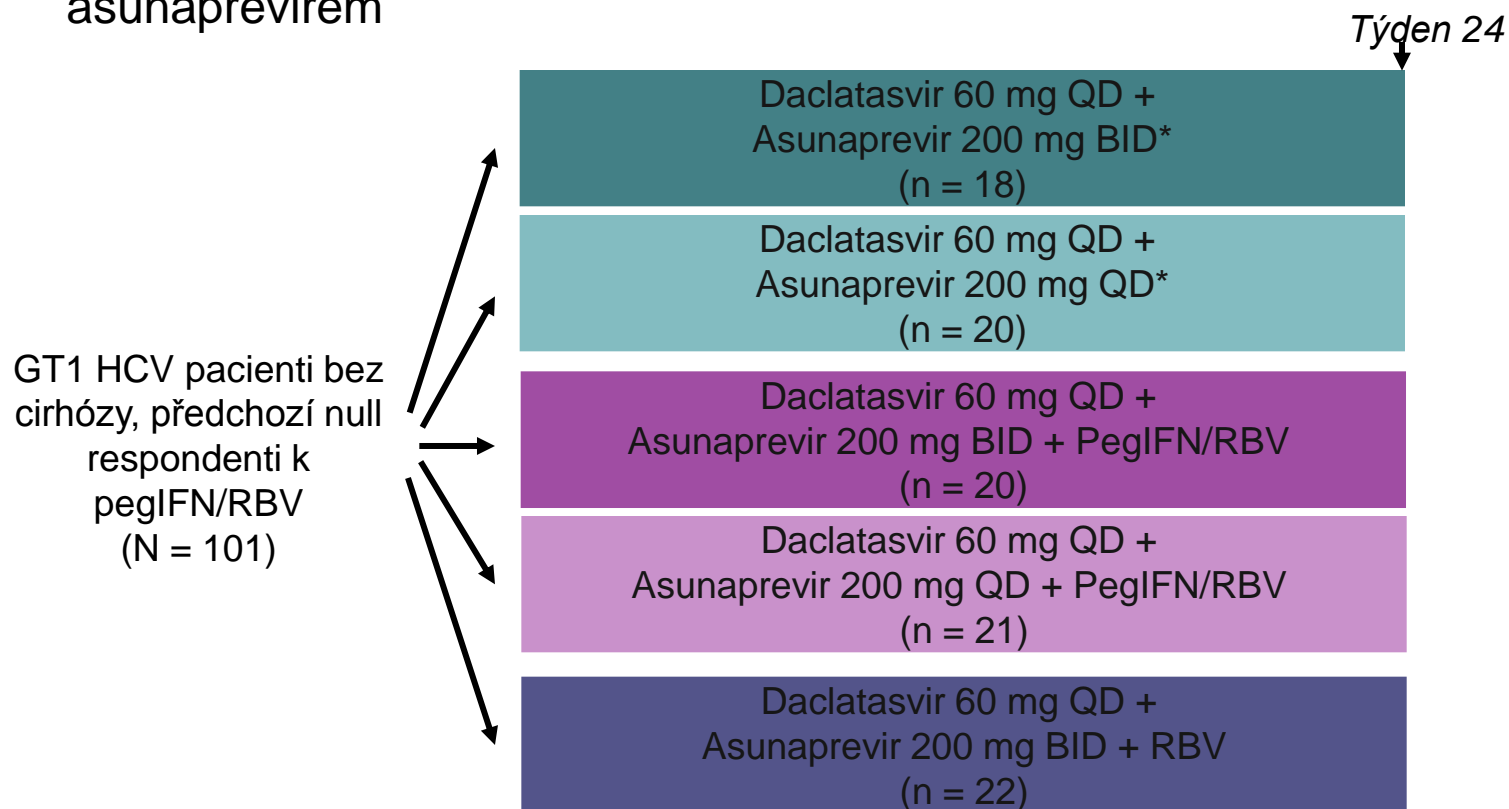 asunaprevirem
Týden 24
Daclatasvir 60 mg QD +
Asunaprevir 200 mg BID*
(n = 18)
Daclatasvir 60 mg QD +
Asunaprevir 200 mg QD*
(n = 20)
GT1 HCV pacienti bez
cirhózy, předchozí null
respondenti k
pegIFN/RBV
(N = 101)
Daclatasvir 60 mg QD +
Asunaprevir 200 mg BID + PegIFN/RBV
(n = 20)
Daclatasvir 60 mg QD +
Asunaprevir 200 mg QD + PegIFN/RBV
(n = 21)
Daclatasvir 60 mg QD +
Asunaprevir 200 mg BID + RBV
(n = 22)